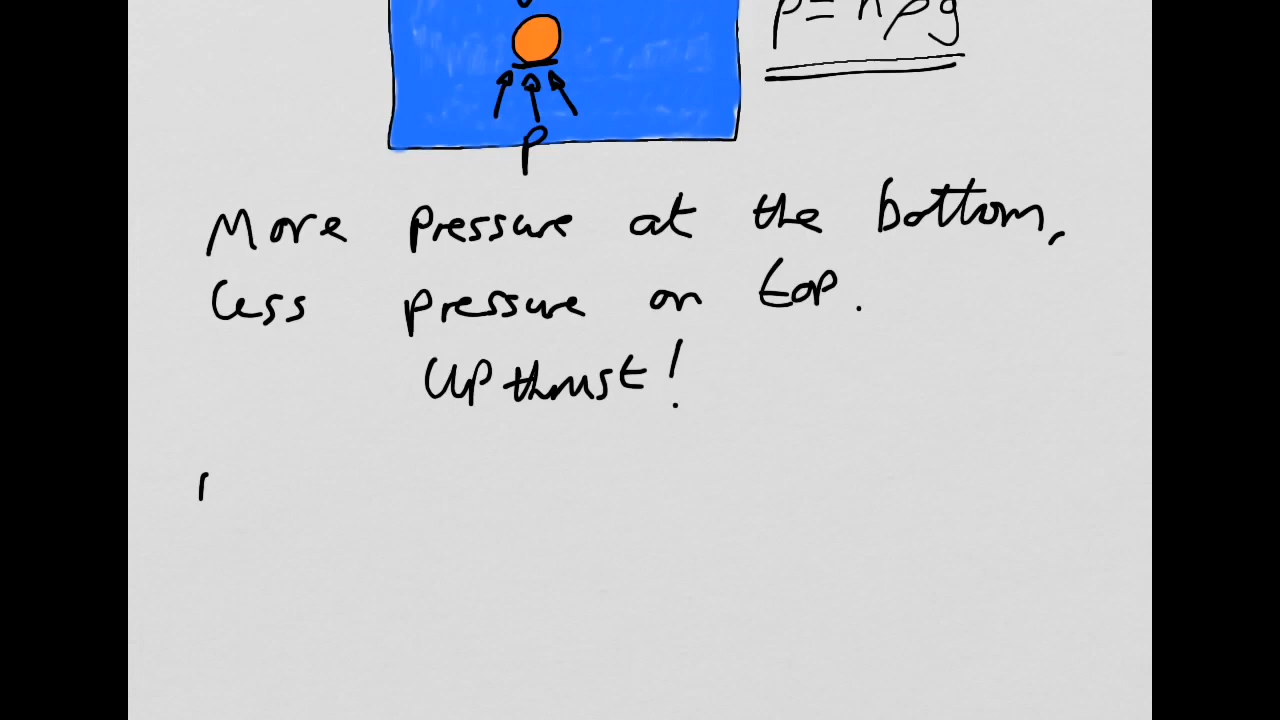 p = hρg
p
More pressure at the bottom,
less pressure on top.
Upthrust!